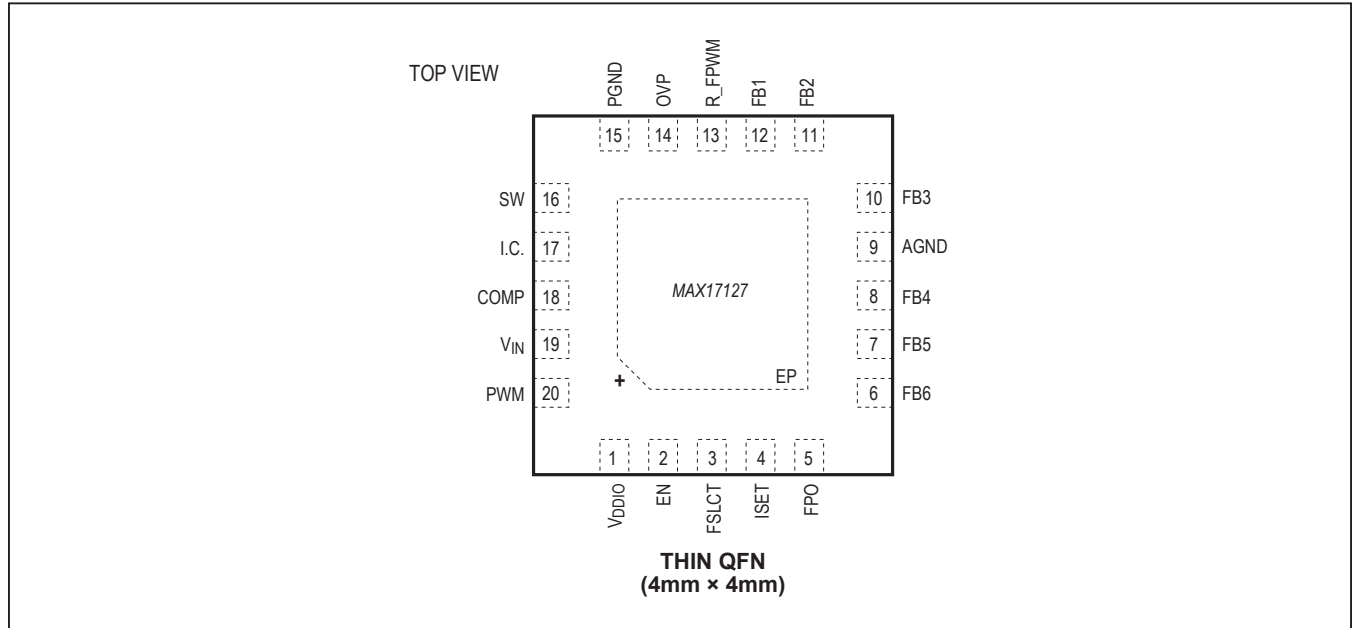 TOP VIEW
PGND
OVP
R_FPWM
FB1
FB2
15
14
13
12
11
SW 16
10 FB3
I.C. 17
9 AGND
COMP 18
MAX17127
8 FB4
VIN 19
7 FB5
+
EP
PWM 20
6 FB6
1
2
3
4
5
VDDIO
EN
FSLCT
ISET
FPO
THIN QFN
(4mm × 4mm)